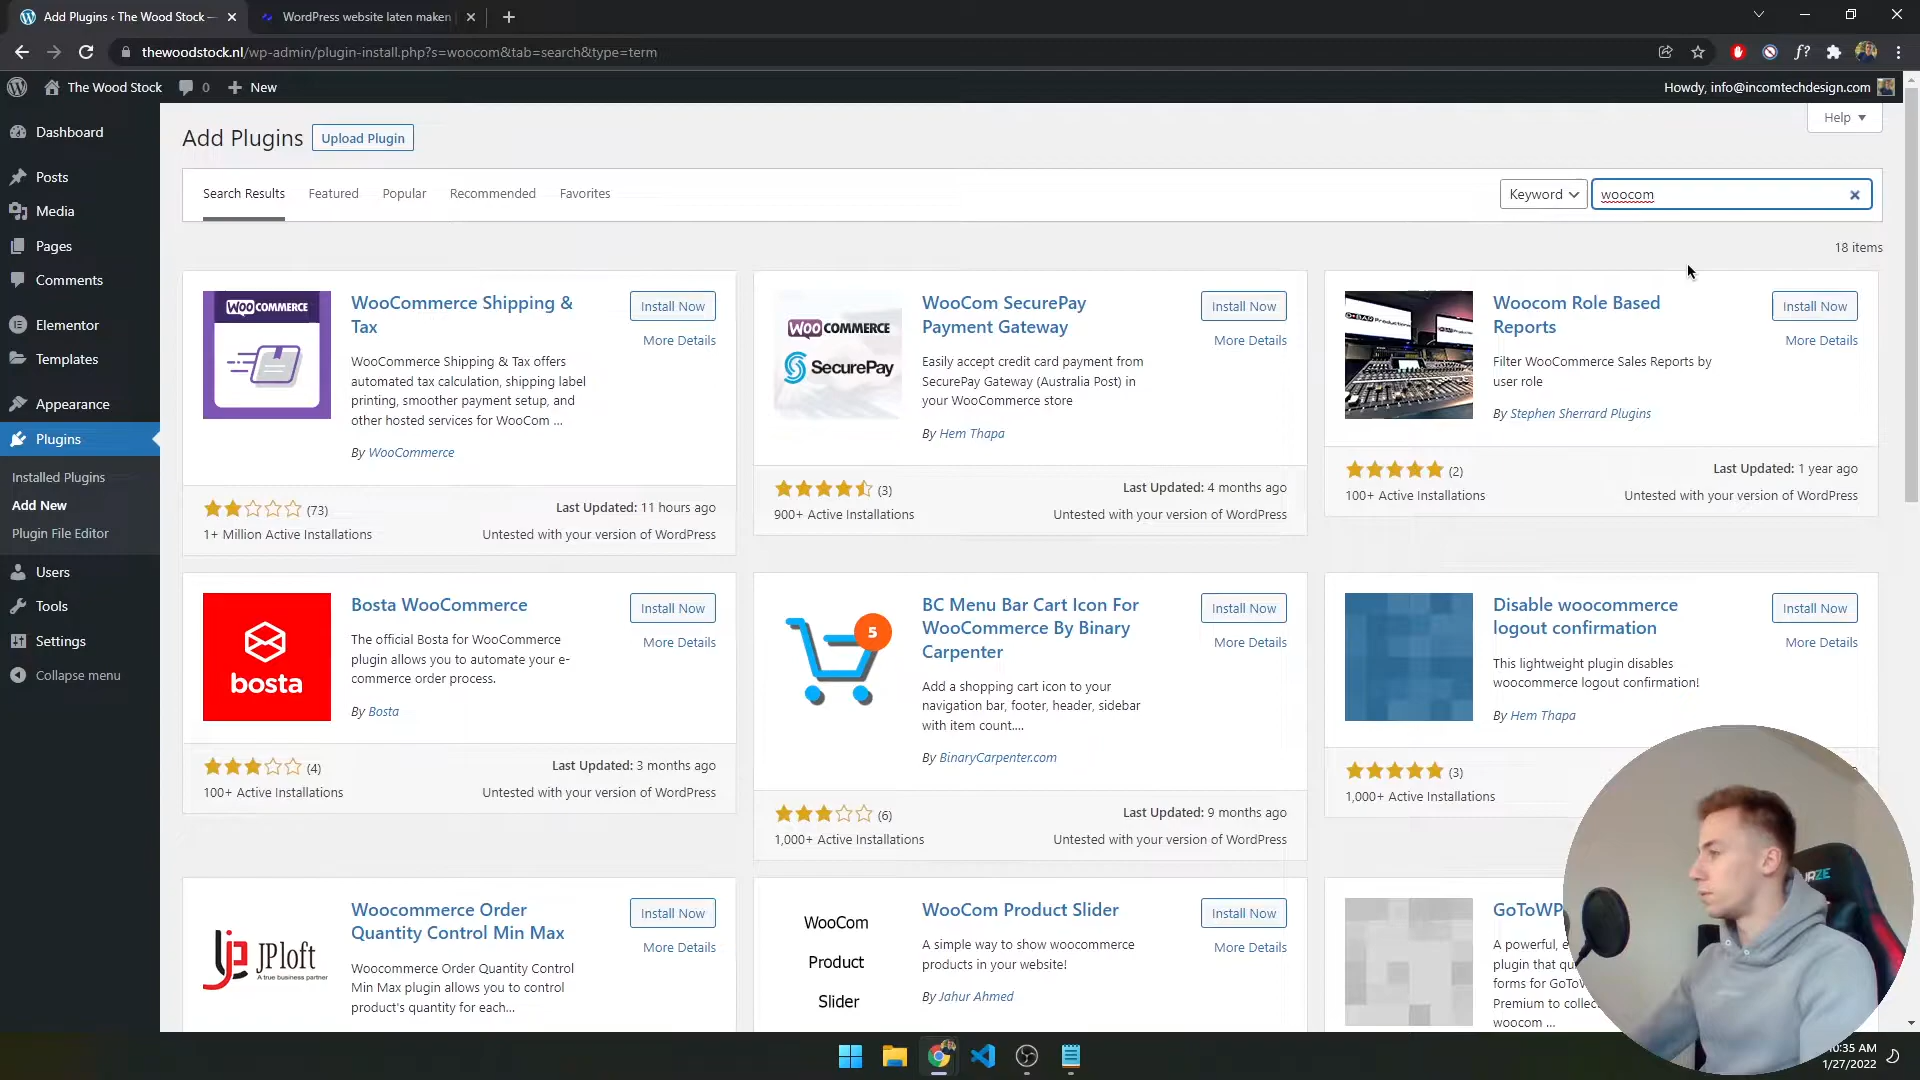 Add Plugins ‹ The Wood Stock —
WordPress website laten maken
thewoodstock.nl/wp-admin/plugin-install.php?s=woocom&tab=search&type=term
f?
The Wood Stock
0
New
Howdy, info@incomtechdesign.com
Dashboard
Posts
Media
Pages
Comments
Elementor
Templates
Appearance
Plugins
Installed Plugins
Add New
Plugin File Editor
Users
Tools
Settings
Collapse menu
Help
Add Plugins
Upload Plugin
Search Results
Featured
Popular
Recommended
Favorites
Keyword
woocom
18 items
WOO COMMERCE
WooCommerce Shipping &
Tax
Install Now
More Details
WooCommerce Shipping & Tax offers
automated tax calculation, shipping label
printing, smoother payment setup, and
other hosted services for WooCom ...
By WooCommerce
(73)
1+ Million Active Installations
Last Updated: 11 hours ago
Untested with your version of WordPress
WOO COMMERCE
SecurePay
WooCom SecurePay
Payment Gateway
Install Now
More Details
Easily accept credit card payment from
SecurePay Gateway (Australia Post) in
your WooCommerce store
By Hem Thapa
(3)
900+ Active Installations
Last Updated: 4 months ago
Untested with your version of WordPress
Woocom Role Based
Reports
Install Now
More Details
Filter WooCommerce Sales Reports by
user role
By Stephen Sherrard Plugins
(2)
100+ Active Installations
Last Updated: 1 year ago
Untested with your version of WordPress
bosta
Bosta WooCommerce
Install Now
More Details
The official Bosta for WooCommerce
plugin allows you to automate your e-
commerce order process.
By Bosta
(4)
100+ Active Installations
Last Updated: 3 months ago
Untested with your version of WordPress
5
BC Menu Bar Cart Icon For
WooCommerce By Binary
Carpenter
Install Now
More Details
Add a shopping cart icon to your
navigation bar, footer, header, sidebar
with item count....
By BinaryCarpenter.com
(6)
1,000+ Active Installations
Last Updated: 9 months ago
Untested with your version of WordPress
Disable woocommerce
logout confirmation
Install Now
More Details
This lightweight plugin disables
woocommerce logout confirmation!
By Hem Thapa
(3)
1,000+ Active Installations
JPloft
A true business partner
Woocommerce Order
Quantity Control Min Max
Install Now
More Details
Woocommerce Order Quantity Control
Min Max plugin allows you to control
product's quantity for each...
WooCom
Product
Slider
WooCom Product Slider
Install Now
More Details
A simple way to show woocommerce
products in your website!
By Jahur Ahmed
GoToWP
A powerful, e
plugin that qu
forms for GoToW
Premium to collec
woocom ...
0:35 AM
1/27/2022